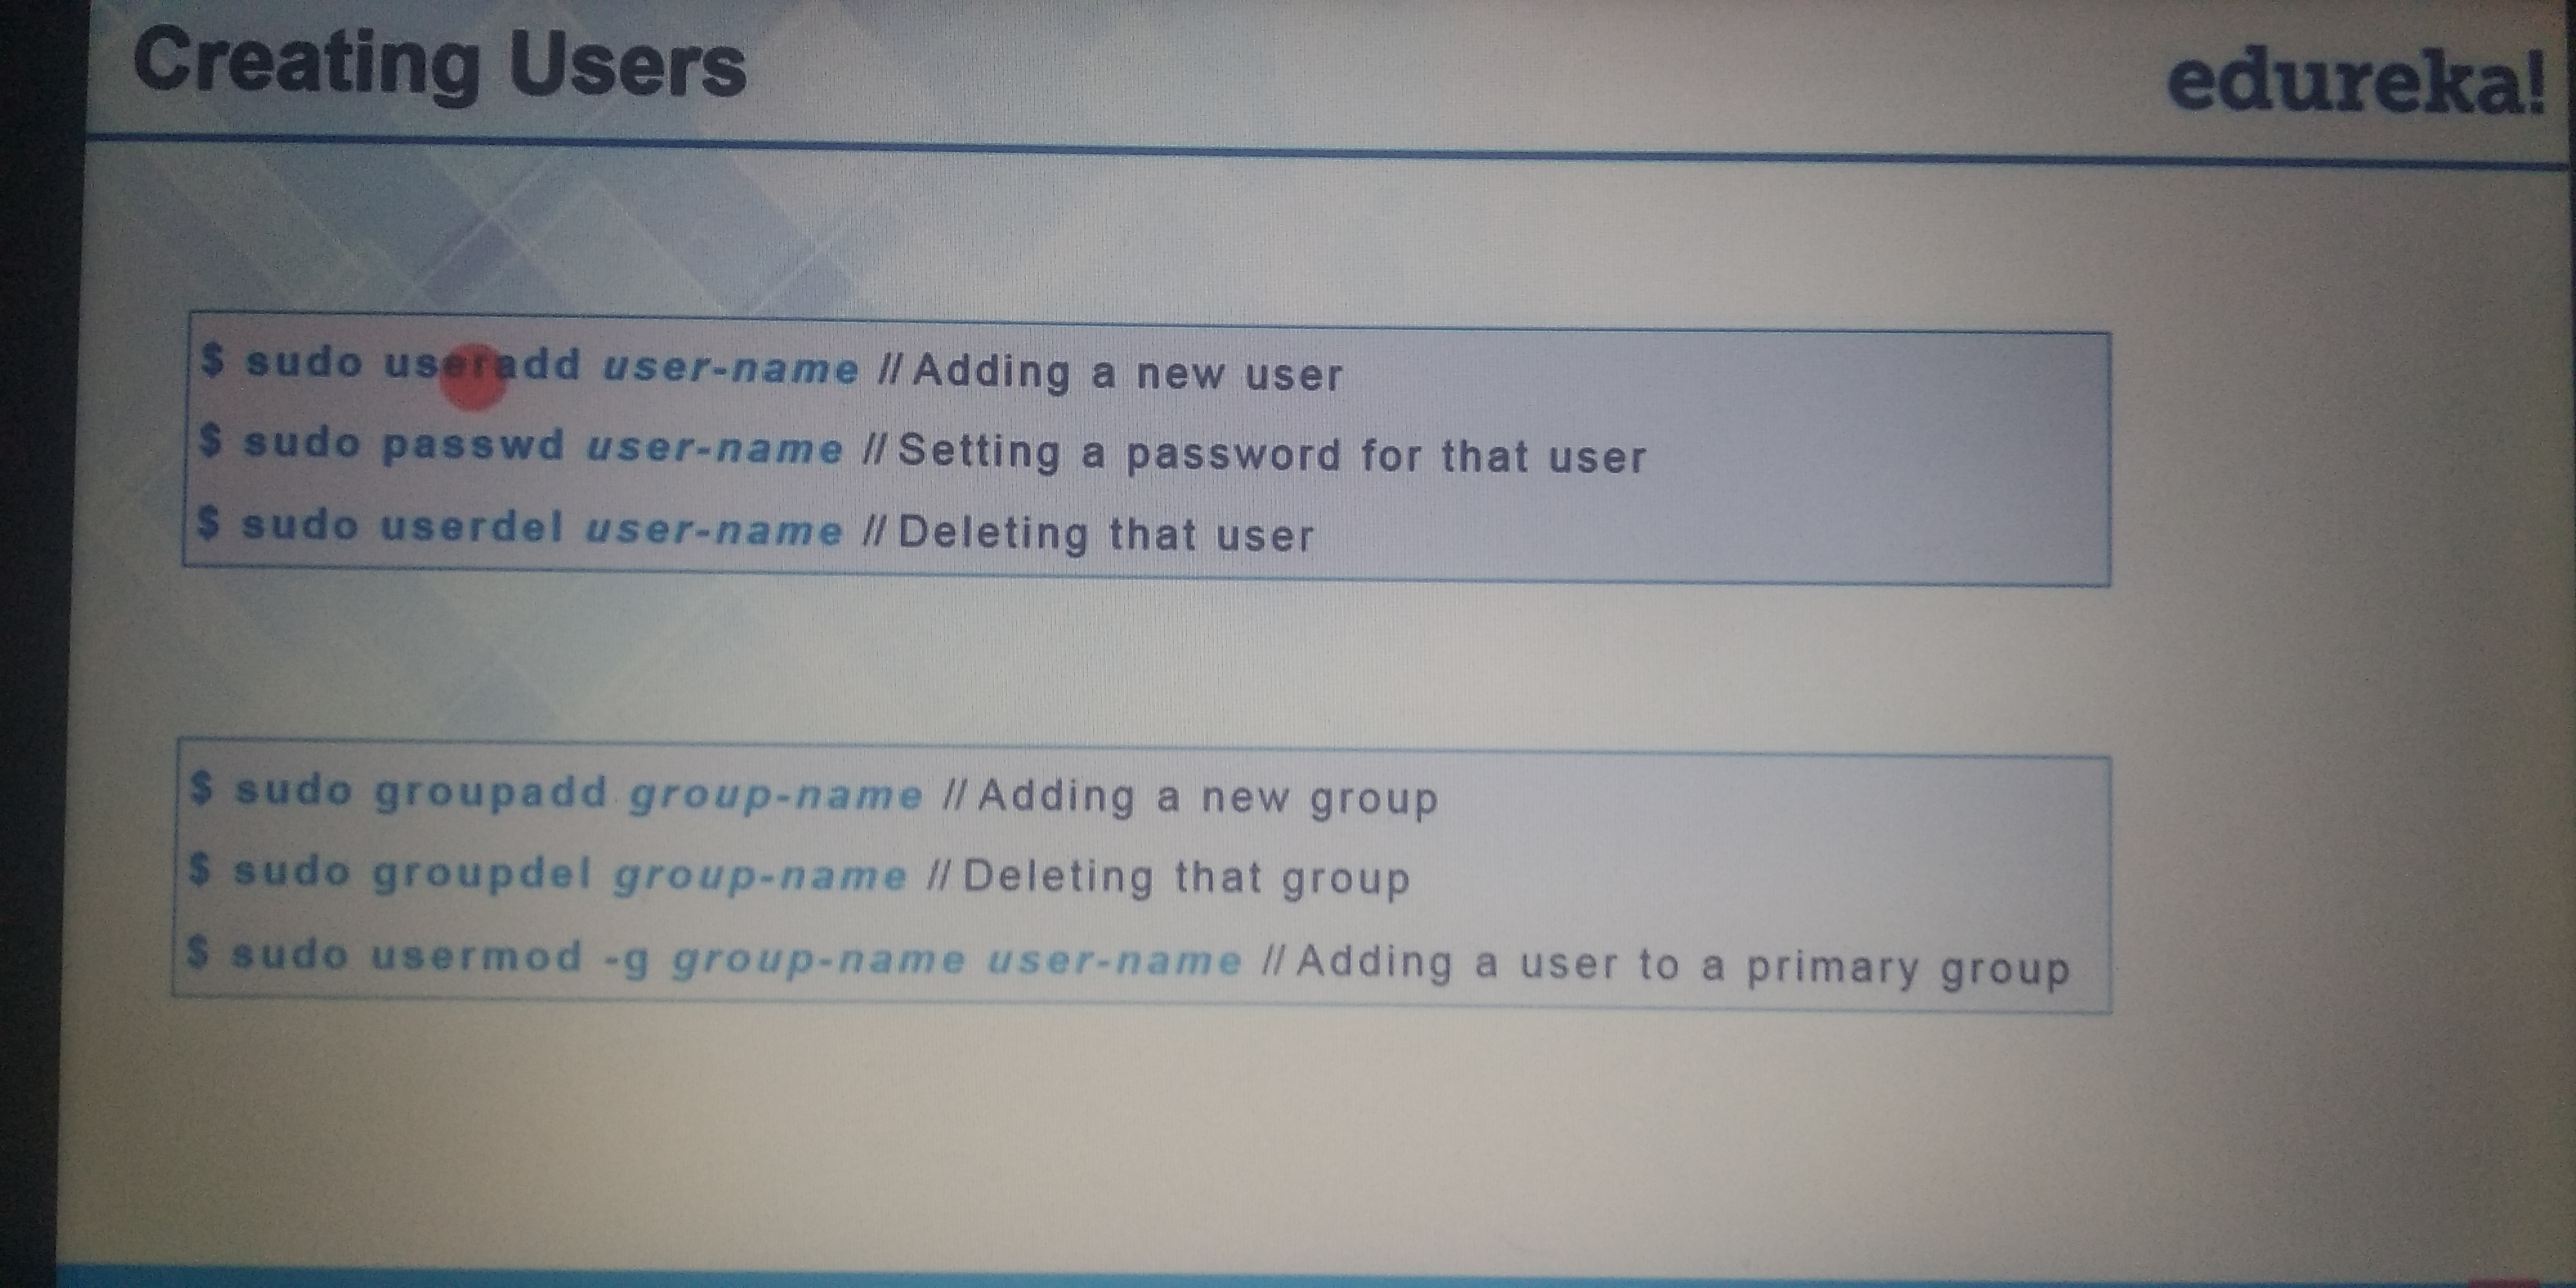 Creating Users
edureka!
$ sudo useradd user-name // Adding a new user
$ sudo passwd user-name // Setting a password for that user
$ sudo userdel user-name // Deleting that user
$ sudo groupadd group-name // Adding a new group
$ sudo groupdel group-name // Deleting that group
$ sudo usermod -g group-name user-name // Adding a user to a primary group